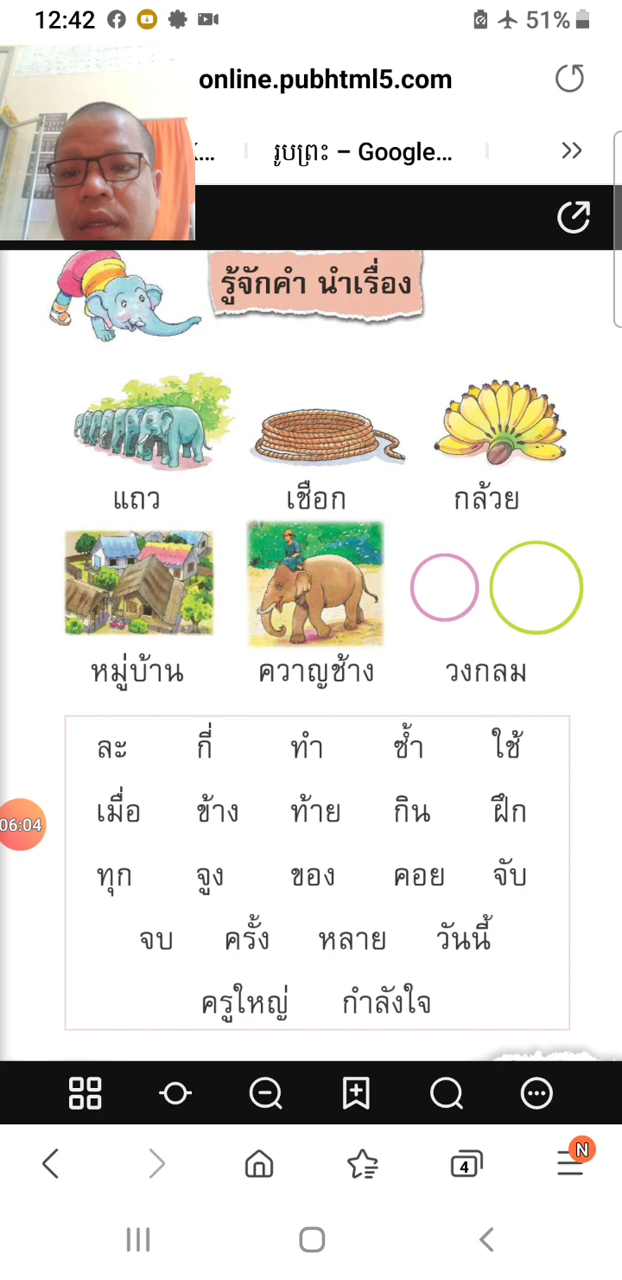 12:42 51%
online.pubhtml5.com
រូបព្រះ – Google...
รู้จักคำ นำเรื่อง
แถว เชือก กล้วย
หมู่บ้าน ควาญช้าง วงกลม
ละ กี่ ทำ ซ้ำ ใช้
เมื่อ ข้าง ท้าย กิน ฝึก
06:04
ทุก จูง ของ คอย จับ
จบ ครั้ง หลาย วันนี้
ครูใหญ่ กำลังใจ
4 N